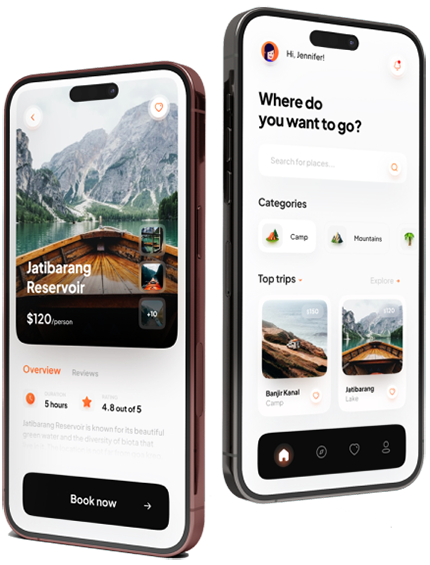 Jatibarang
Reservoir
$120/person
+10
Overview
Reviews
5 hours
4.8 out of 5
Jatibarang Reservoir is known for its beautiful
green water and the diversity of biota that
Book now
Hi, Jennifer!
Where do
you want to go?
Search for places...
Categories
Camp
Mountains
Top trips
Explore
Banjir Kanal
Camp
$120
Jatibarang
Lake